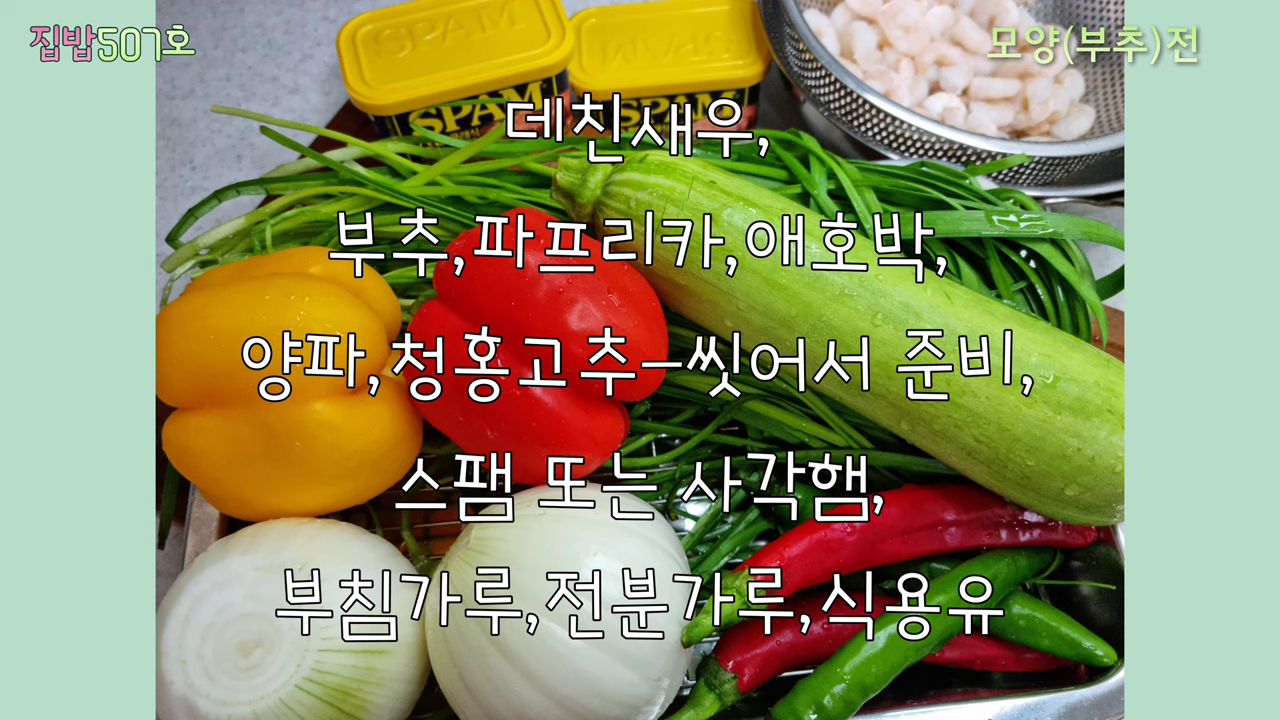 집밥507호
모양(부추)전
SPAM
SPAM
SPAM
SPAM
데친새우,
부추,파프리카,애호박,
양파,청홍고추-씻어서 준비,
스팸 또는 사각햄,
부침가루,전분가루,식용유